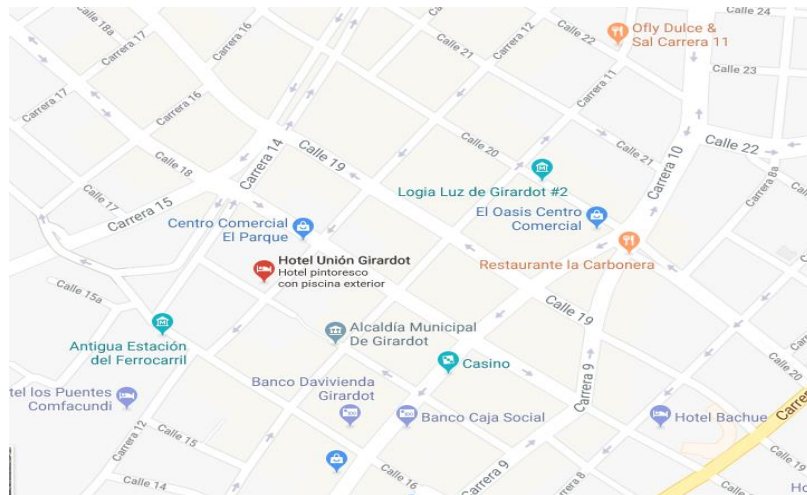 Calle 24
Carrera 12
Calle 22
Ofly Dulce &
Sal Carrera 11
Carrera 17
Calle 18a
Carrera 16
Calle 21
Calle 23
Carrera 11
Carrera 17
Carrera 16
Calle 20
Calle 21
Calle 22
Carrera 14
Calle 19
Carrera 10
Calle 18
Carrera 8a
Logia Luz de Girardot #2
Calle 17
Carrera 15
Centro Comercial
El Parque
El Oasis Centro
Comercial
Hotel Unión Girardot
Hotel pintoresco
con piscina exterior
Restaurante la Carbonera
Calle 15a
Calle 19
Antigua Estación
del Ferrocarril
Alcaldía Municipal
De Girardot
Casino
Calle 20
Carrera 9
tel los Puentes
Comfacundi
Banco Davivienda
Girardot
Banco Caja Social
Hotel Bachue
Carrera
Carrera 12
Calle 15
Calle 14
Calle 16
Carrera 9
Calle 19
Ho